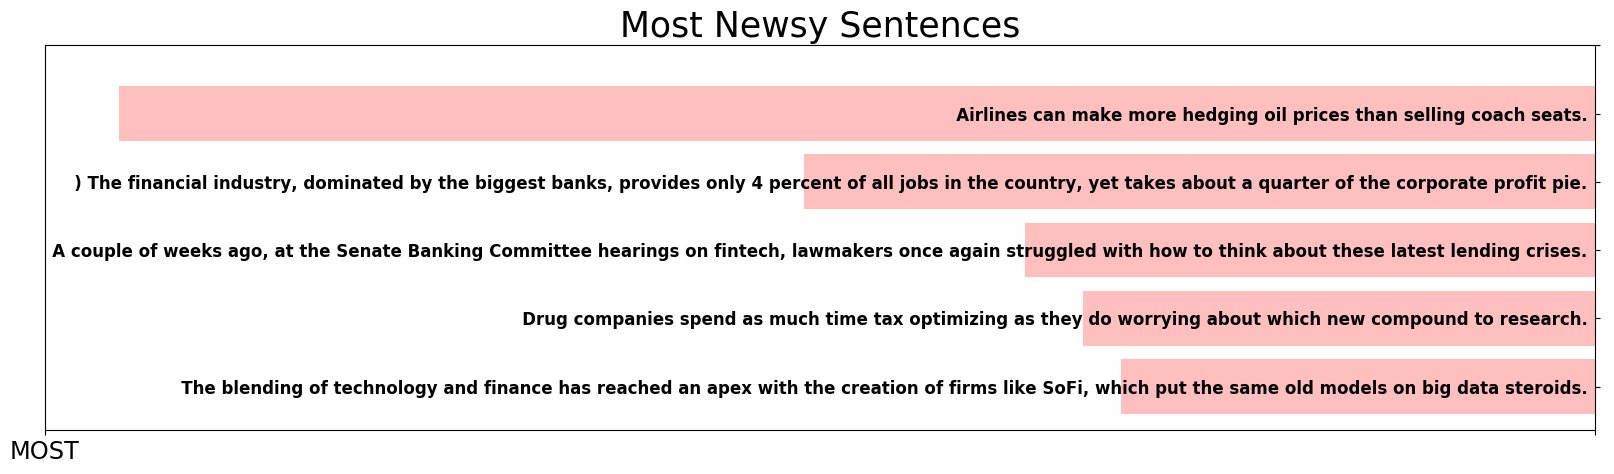 Most Newsy Sentences
Airlines can make more hedging oil prices than selling coach seats.
) The financial industry, dominated by the biggest banks, provides only 4 percent of all jobs in the country, yet takes about a quarter of the corporate profit pie.
A couple of weeks ago, at the Senate Banking Committee hearings on fintech, lawmakers once again struggled with how to think about these latest lending crises.
Drug companies spend as much time tax optimizing as they do worrying about which new compound to research.
The blending of technology and finance has reached an apex with the creation of firms like SoFi, which put the same old models on big data steroids.
MOST